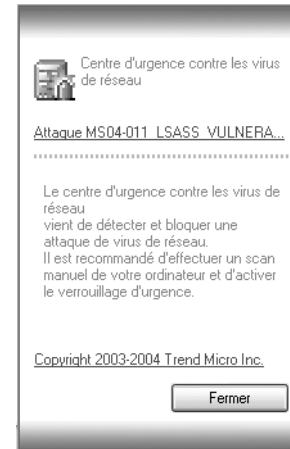 Centre d'urgence contre les virus
de réseau
Attaque MS04-011_LSASS_VULNERA...
Le centre d'urgence contre les virus de
réseau
vient de détecter et bloquer une
attaque de virus de réseau.
Il est recommandé d'effectuer un scan
manuel de votre ordinateur et d'activer
le verrouillage d'urgence.
Copyright 2003-2004 Trend Micro Inc.
Fermer